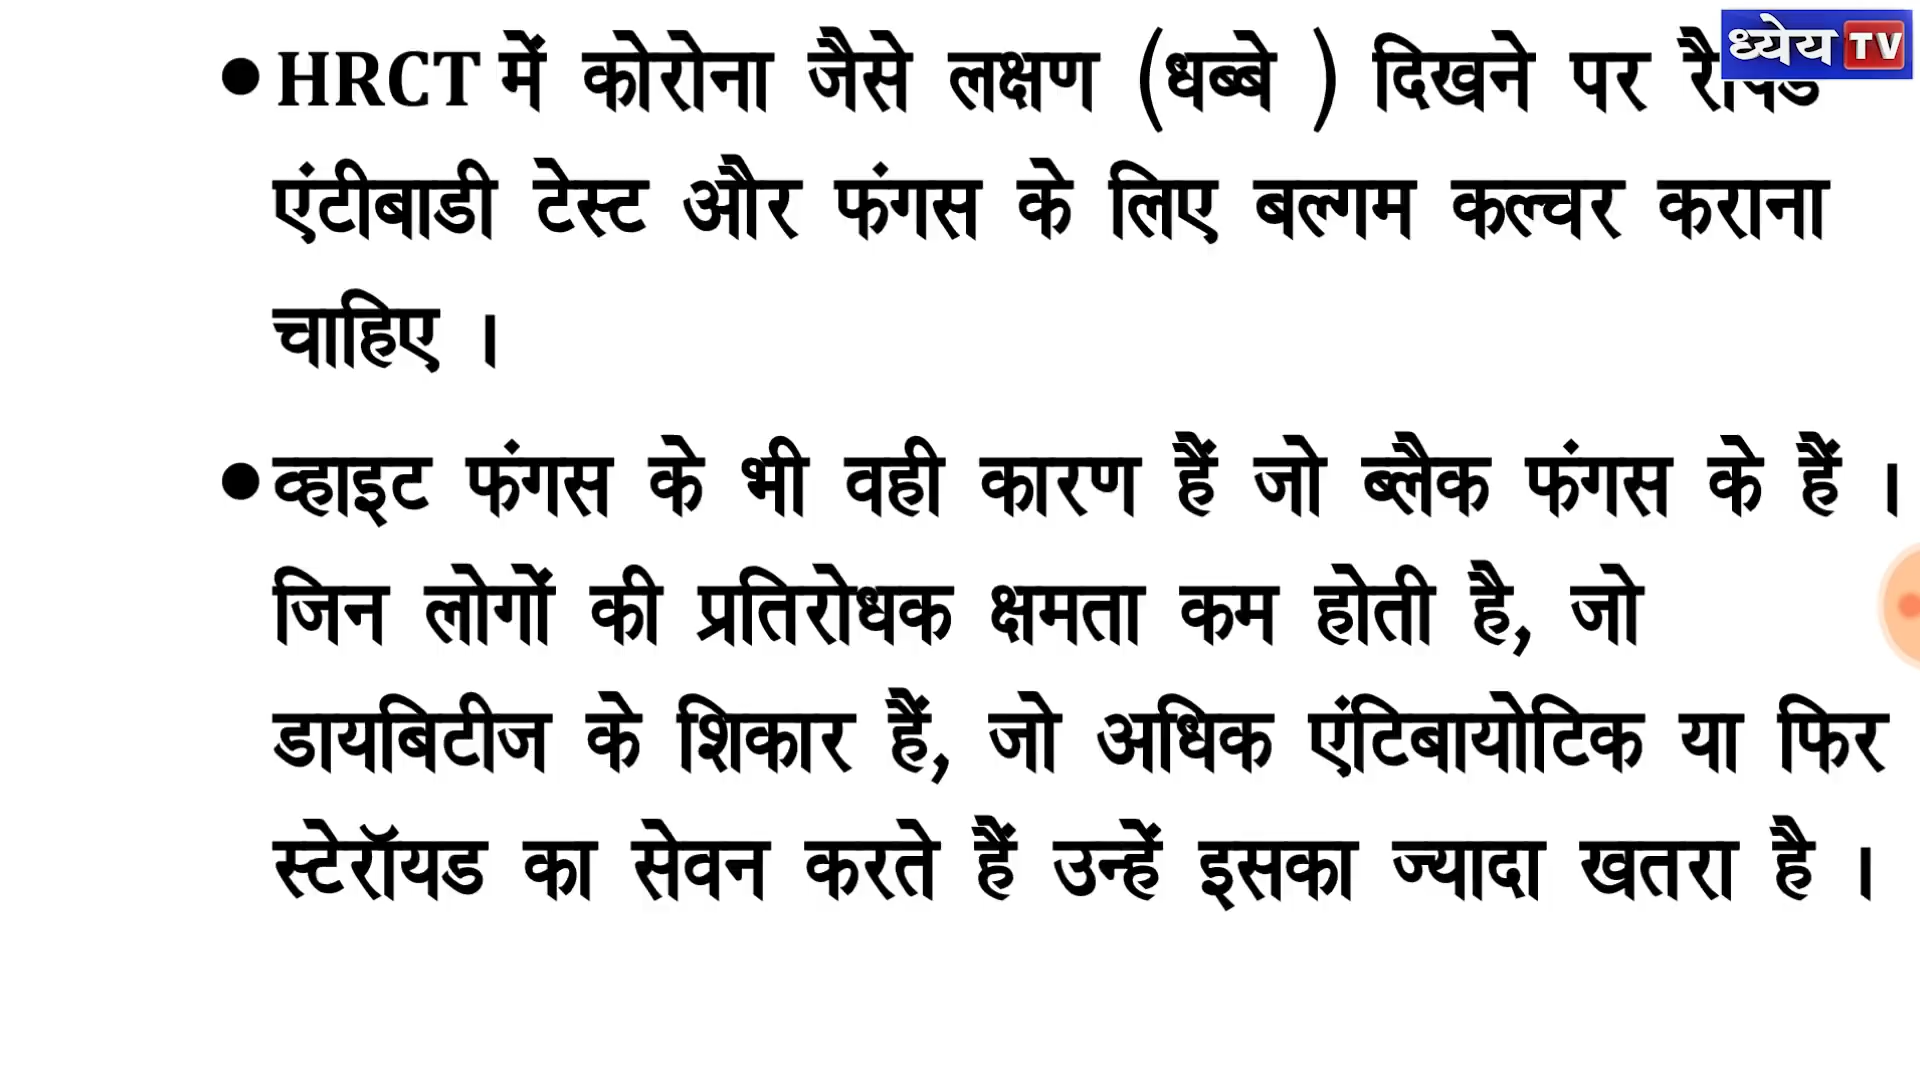 ध्येय TV
•HRCT में कोरोना जैसे लक्षण (धब्बे ) दिखने पर
एंटीबाडी टेस्ट और फंगस के लिए बल्गम कल्चर कराना
चाहिए ।
•व्हाइट फंगस के भी वही कारण हैं जो ब्लैक फंगस के हैं ।
जिन लोगों की प्रतिरोधक क्षमता कम होती है, जो
डायबिटीज के शिकार हैं, जो अधिक एंटिबायोटिक या फिर
स्टेरॉयड का सेवन करते हैं उन्हें इसका ज्यादा खतरा है ।